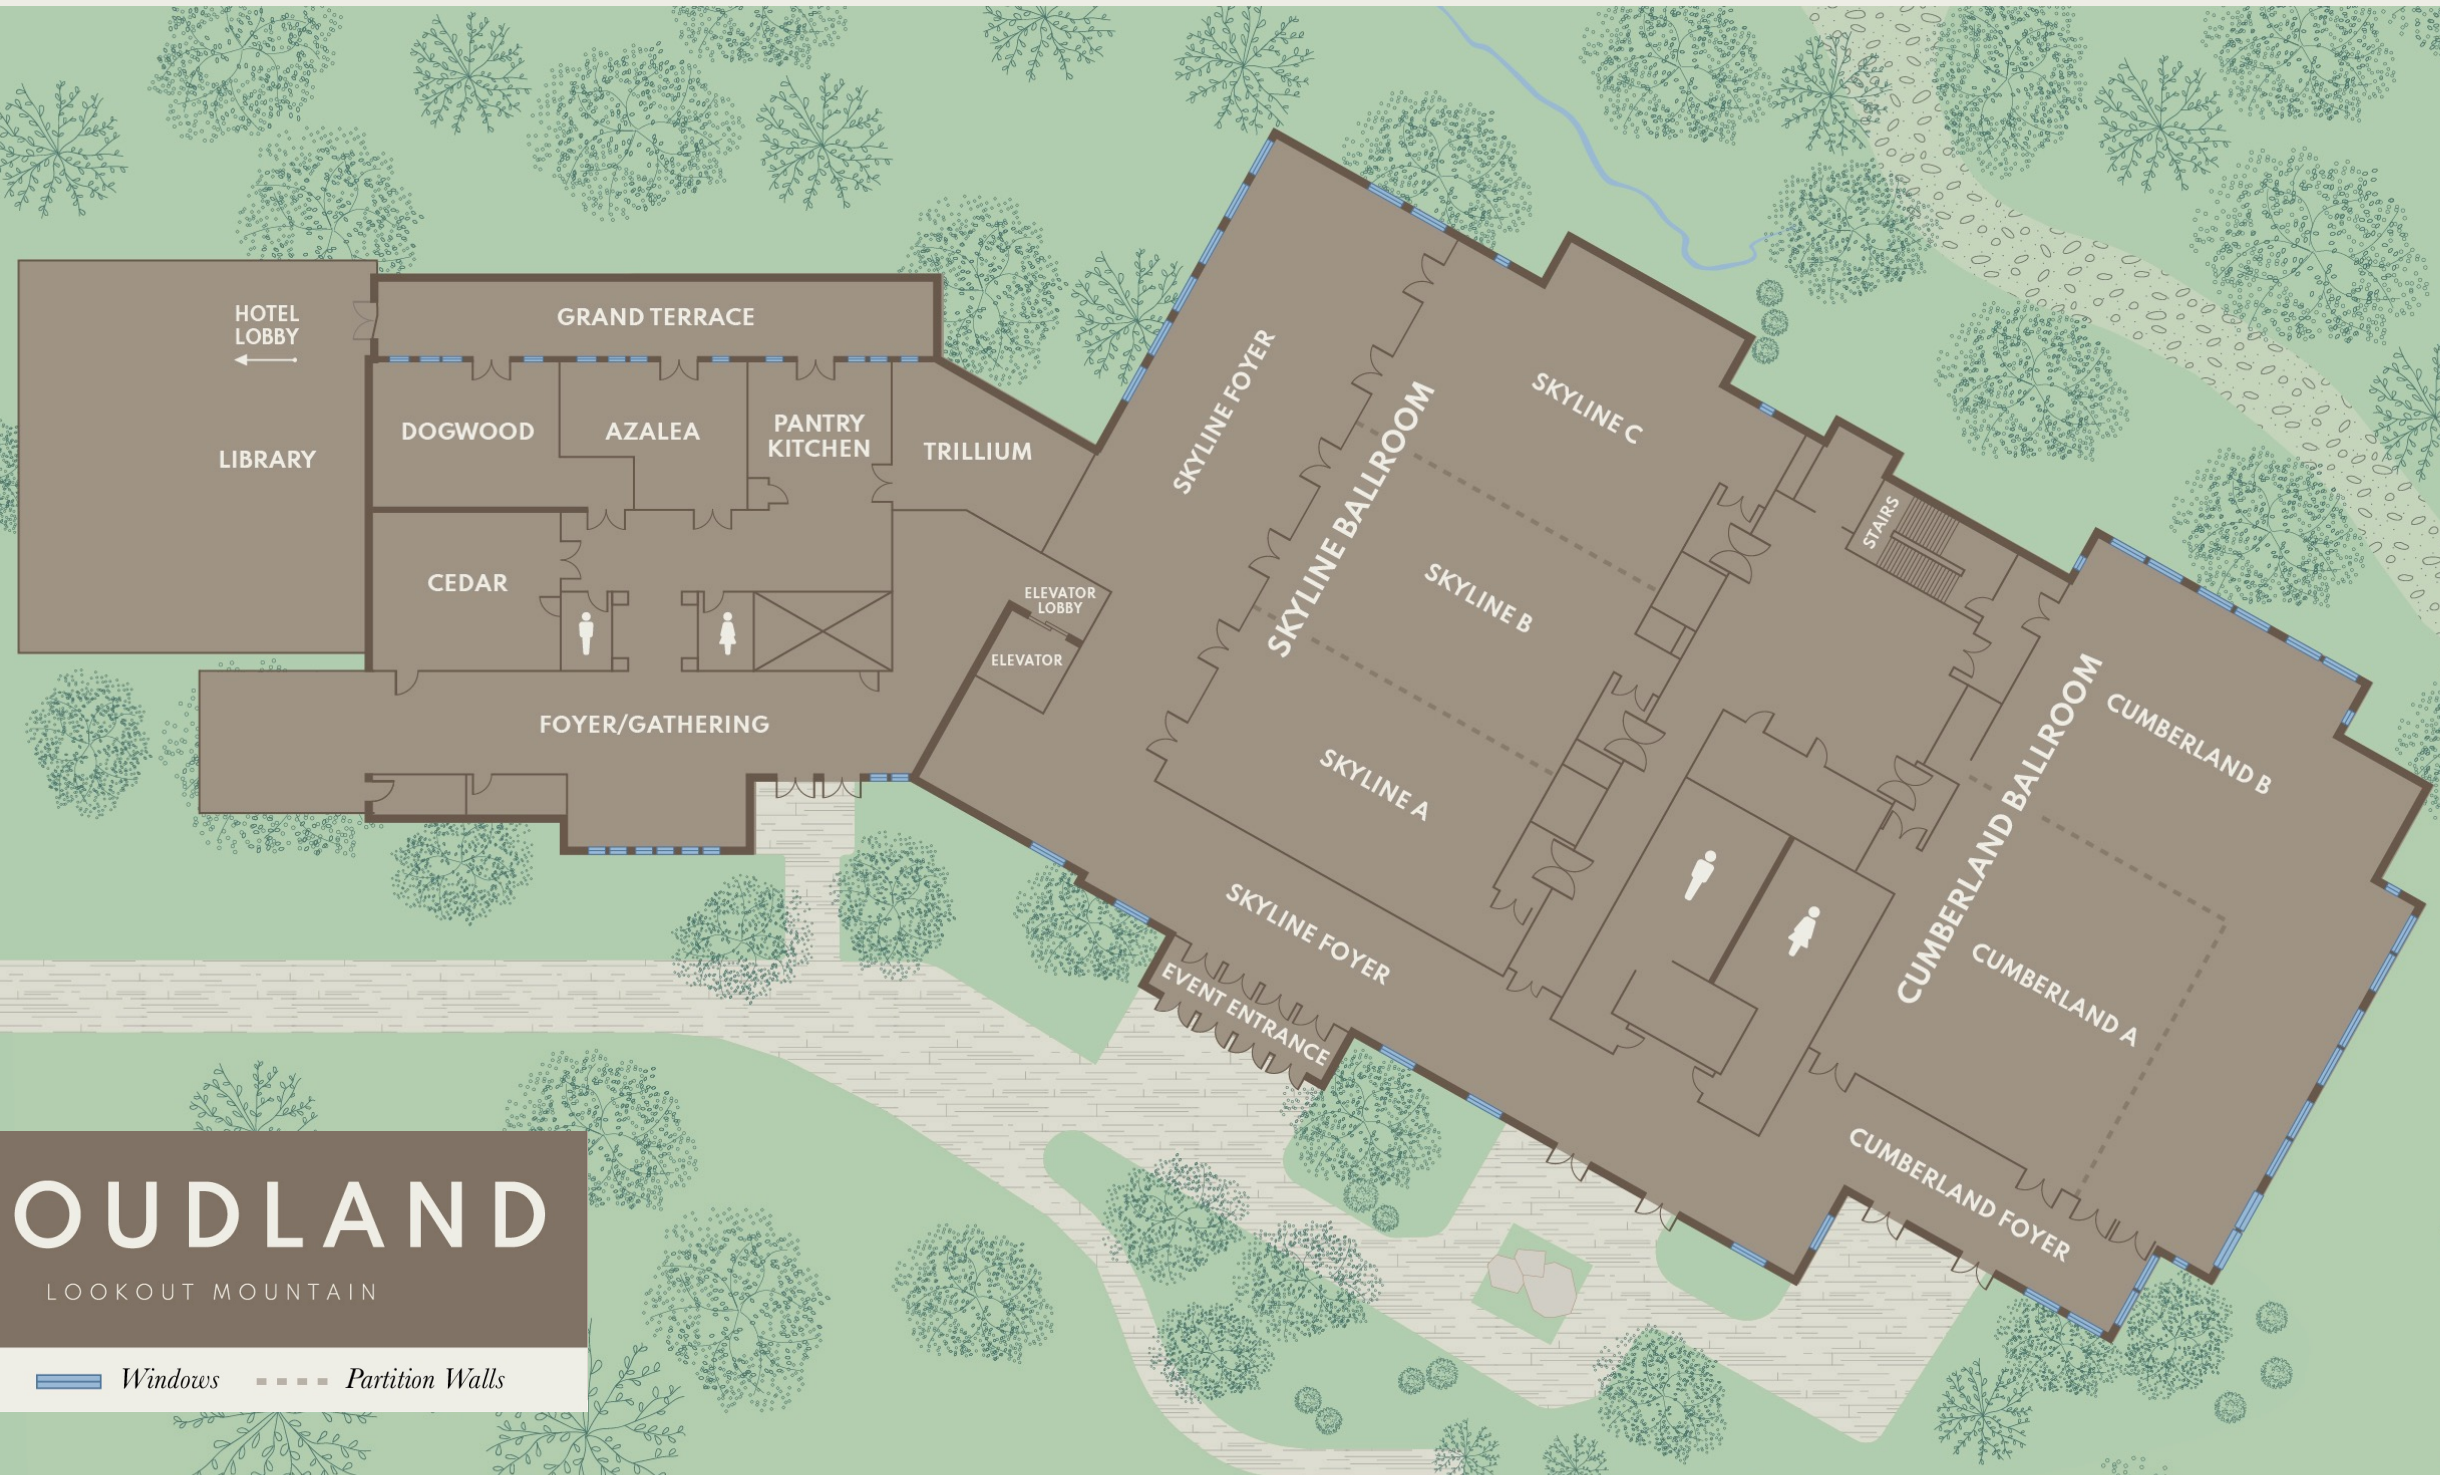 HOTEL
LOBBY
LIBRARY
GRAND TERRACE
DOGWOOD
AZALEA
PANTRY
KITCHEN
TRILLIUM
CEDAR
FOYER/GATHERING
ELEVATOR
LOBBY
ELEVATOR
SKYLINE FOYER
SKYLINE BALLROOM
SKYLINE C
SKYLINE B
SKYLINE A
SKYLINE FOYER
EVENT ENTRANCE
STAIRS
CUMBERLAND BALLROOM
CUMBERLAND B
CUMBERLAND A
CUMBERLAND FOYER
OUDLAND
LOOKOUT MOUNTAIN
Windows
Partition Walls